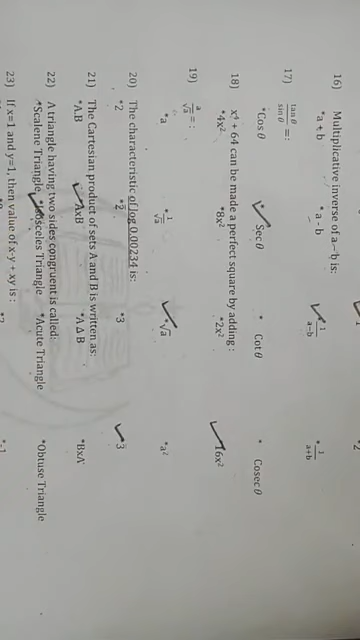 2
16) Multiplicative inverse of a-b is:
*a + b *a - b *1/(a-b) *1/(a+b)
17) tan θ/sin θ =:
*Cos θ *Sec θ * Cot θ * Cosec θ
18) x⁴ + 64 can be made a perfect square by adding :
*4x² *8x² *2x² 16x²
19) a/√a = :
*a *1/√a *√a *a²
20) The characteristic of log 0.00234 is:
*2 *2̅ *3 3̅
21) The Cartesian product of sets A and B is written as:
*A.B AxB *A Δ B *BxA
22) A triangle having two sides congruent is called:
*Scalene Triangle *Isosceles Triangle *Acute Triangle *Obtuse Triangle
23) If x=1 and y=1, then value of x-y + xy is :